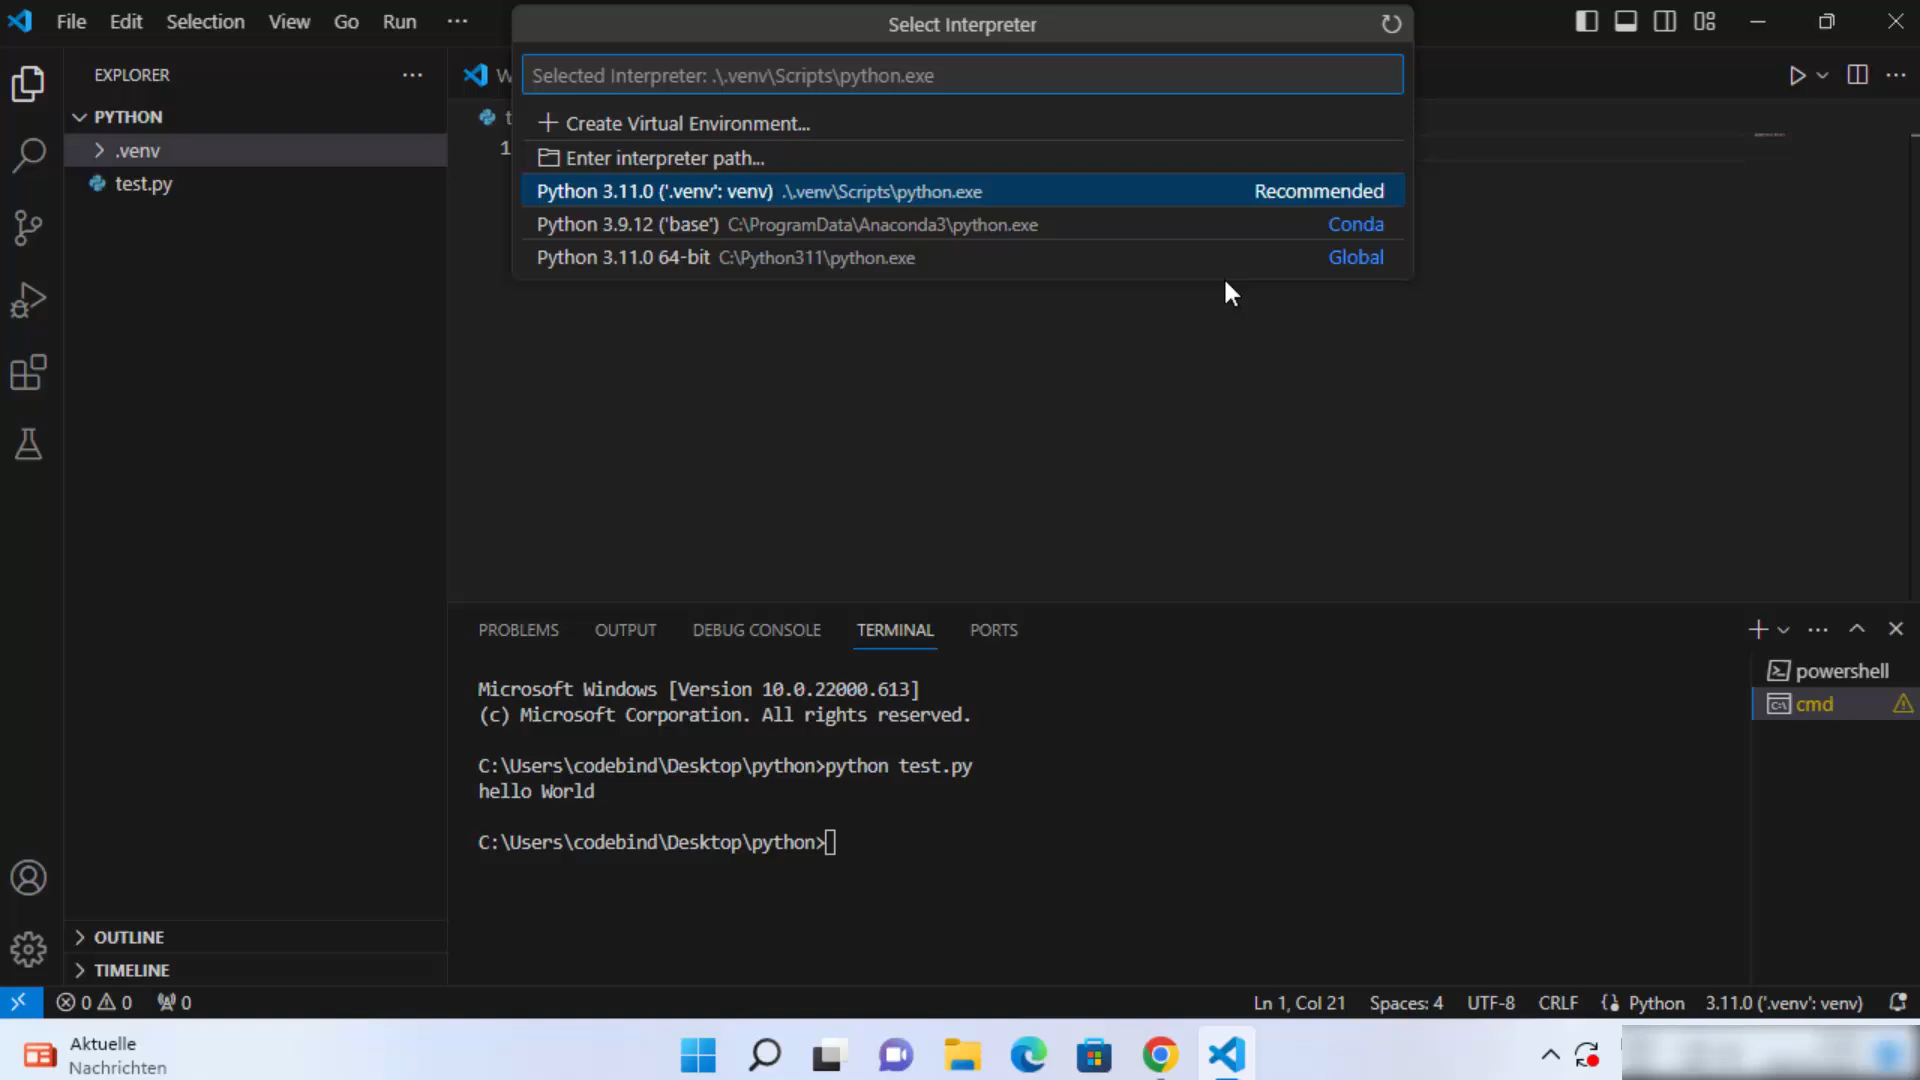 File Edit Selection View Go Run ···
Select Interpreter
EXPLORER
W
Selected Interpreter: .\.venv\Scripts\python.exe
PYTHON
t
+ Create Virtual Environment...
.venv
1
Enter interpreter path...
test.py
Python 3.11.0 ('.venv': venv) .\.venv\Scripts\python.exe Recommended
Python 3.9.12 ('base') C:\ProgramData\Anaconda3\python.exe Conda
Python 3.11.0 64-bit C:\Python311\python.exe Global
PROBLEMS OUTPUT DEBUG CONSOLE TERMINAL PORTS
Microsoft Windows [Version 10.0.22000.613]
(c) Microsoft Corporation. All rights reserved.
C:\Users\codebind\Desktop\python>python test.py
hello World
C:\Users\codebind\Desktop\python>
powershell
cmd
OUTLINE
TIMELINE
0 0 0 Ln 1, Col 21 Spaces: 4 UTF-8 CRLF Python 3.11.0 ('.venv': venv)
Aktuelle
Nachrichten